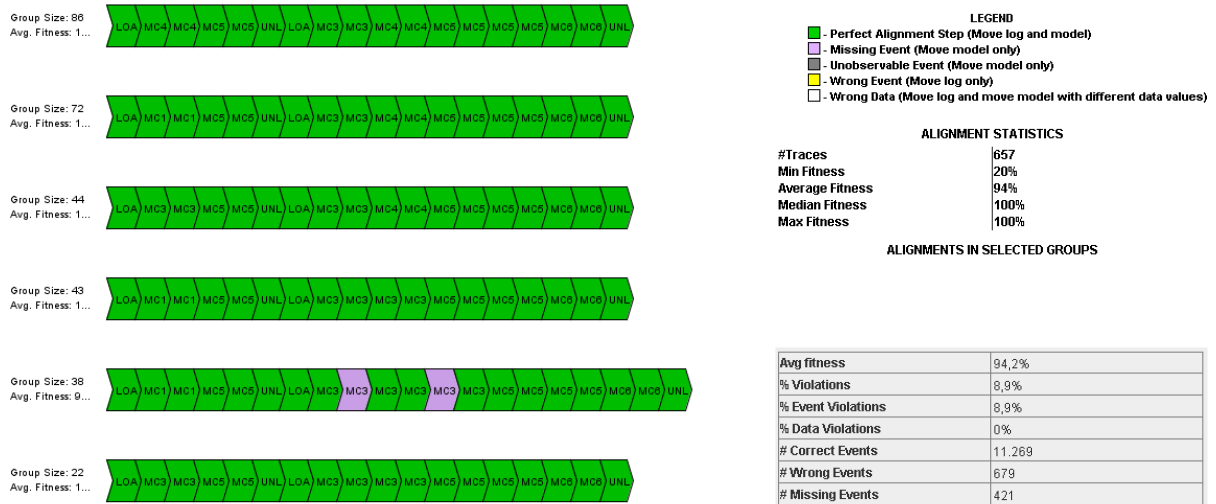 Group Size: 86
Avg. Fitness: 1...
LOA MC4 MC4 MC5 MC5 UNL LOA MC3 MC3 MC4 MC4 MC5 MC5 MC5 MC5 MC6 MC6 UNL
Group Size: 72
Avg. Fitness: 1...
LOA MC1 MC1 MC5 MC5 UNL LOA MC3 MC3 MC4 MC4 MC5 MC5 MC5 MC5 MC6 MC6 UNL
Group Size: 44
Avg. Fitness: 1...
LOA MC3 MC3 MC5 MC5 UNL LOA MC3 MC3 MC4 MC4 MC5 MC5 MC5 MC5 MC6 MC6 UNL
Group Size: 43
Avg. Fitness: 1...
LOA MC1 MC1 MC5 MC5 UNL LOA MC3 MC3 MC3 MC3 MC5 MC5 MC5 MC5 MC6 MC6 UNL
Group Size: 38
Avg. Fitness: 9...
LOA MC1 MC1 MC5 MC5 UNL LOA MC3 MC3 MC3 MC3 MC3 MC3 MC5 MC5 MC5 MC5 MC6 MC6 UNL
Group Size: 22
Avg. Fitness: 1...
LOA MC3 MC3 MC5 MC5 UNL LOA MC3 MC3 MC3 MC3 MC5 MC5 MC5 MC5 MC6 MC6 UNL
LEGEND
- Perfect Alignment Step (Move log and model)
- Missing Event (Move model only)
- Unobservable Event (Move model only)
- Wrong Event (Move log only)
- Wrong Data (Move log and move model with different data values)
ALIGNMENT STATISTICS
#Traces 657
Min Fitness 20%
Average Fitness 94%
Median Fitness 100%
Max Fitness 100%
ALIGNMENTS IN SELECTED GROUPS
Avg fitness 94,2%
% Violations 8,9%
% Event Violations 8,9%
% Data Violations 0%
# Correct Events 11.269
# Wrong Events 679
# Missing Events 421